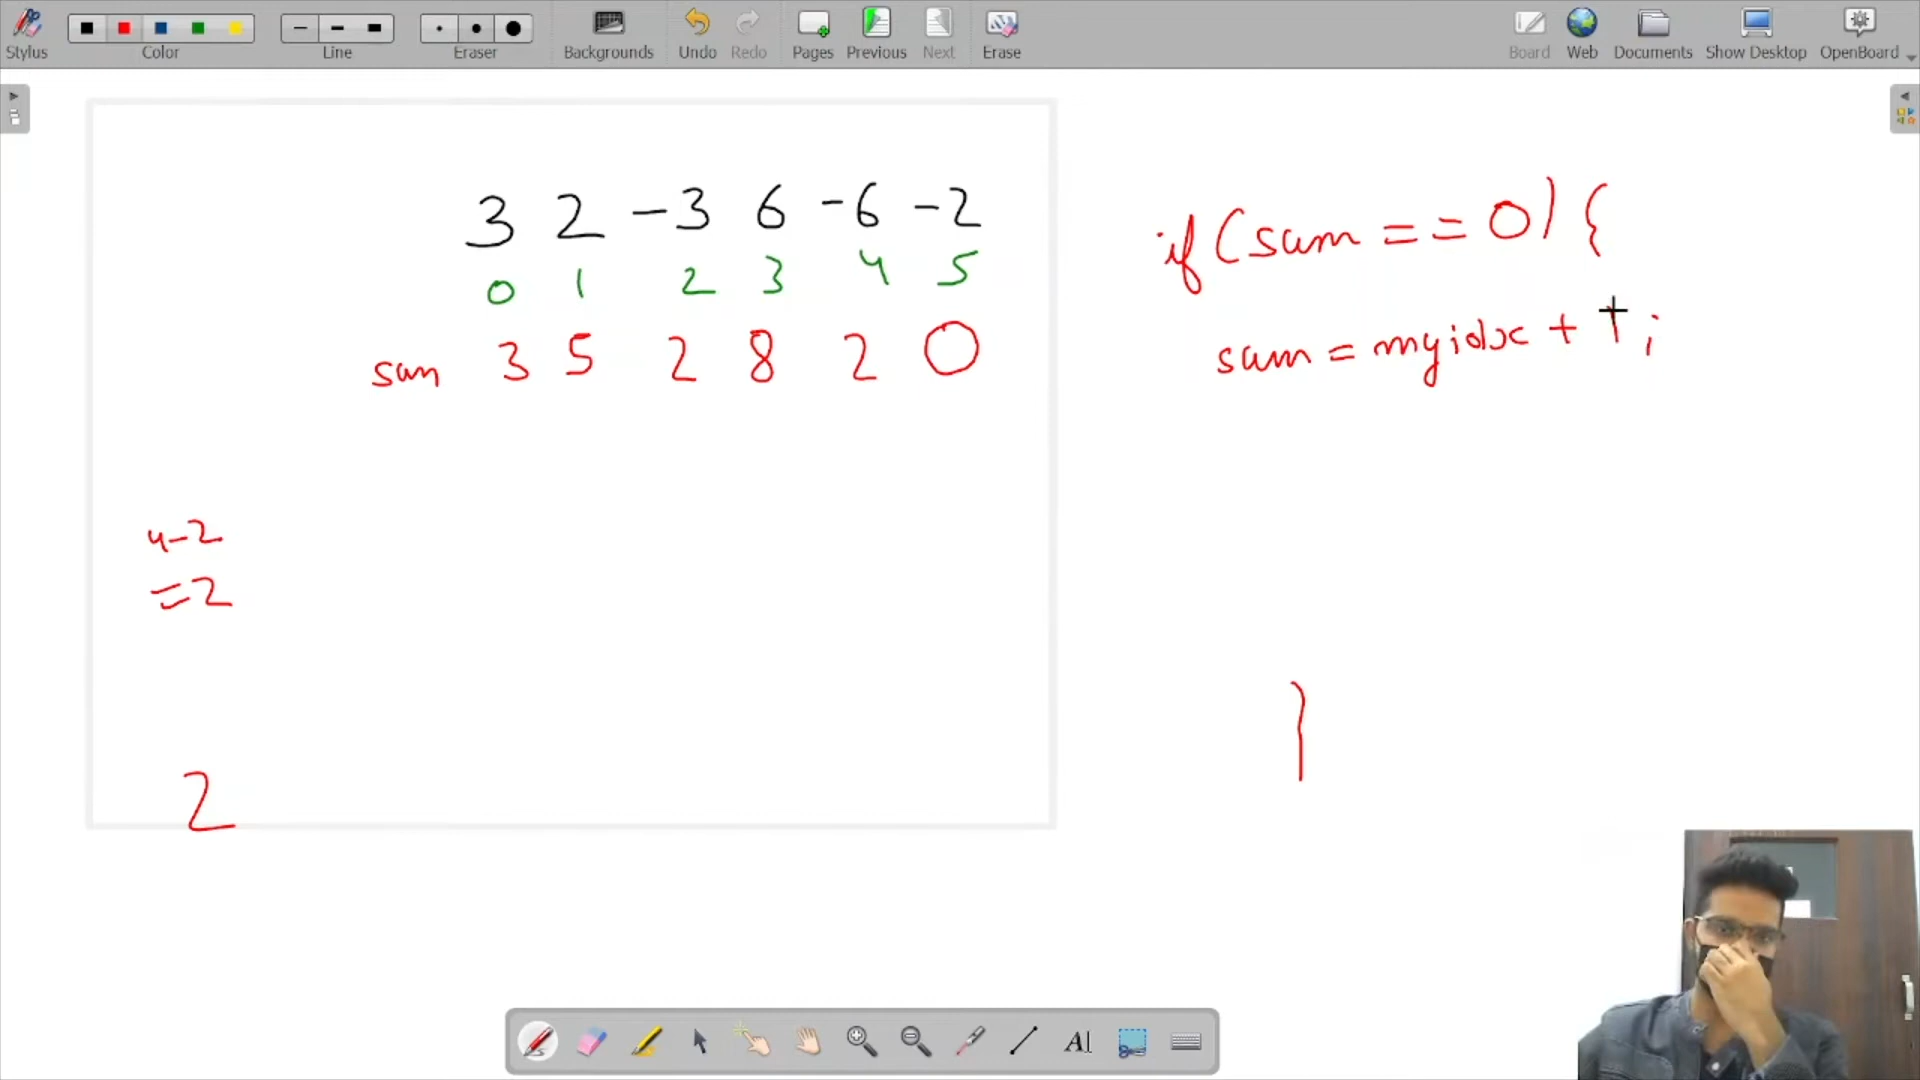 Stylus
Color
Line
Eraser
Backgrounds
Undo
Redo
Pages
Previous
Next
Erase
Board
Web
Documents
Show Desktop
OpenBoard
3 2 -3 6 -6 -2
0 1 2 3 4 5
sum 3 5 2 8 2 0
4-2
=2
2
if (sum == 0) {
sum = myidx + 1;
}
A